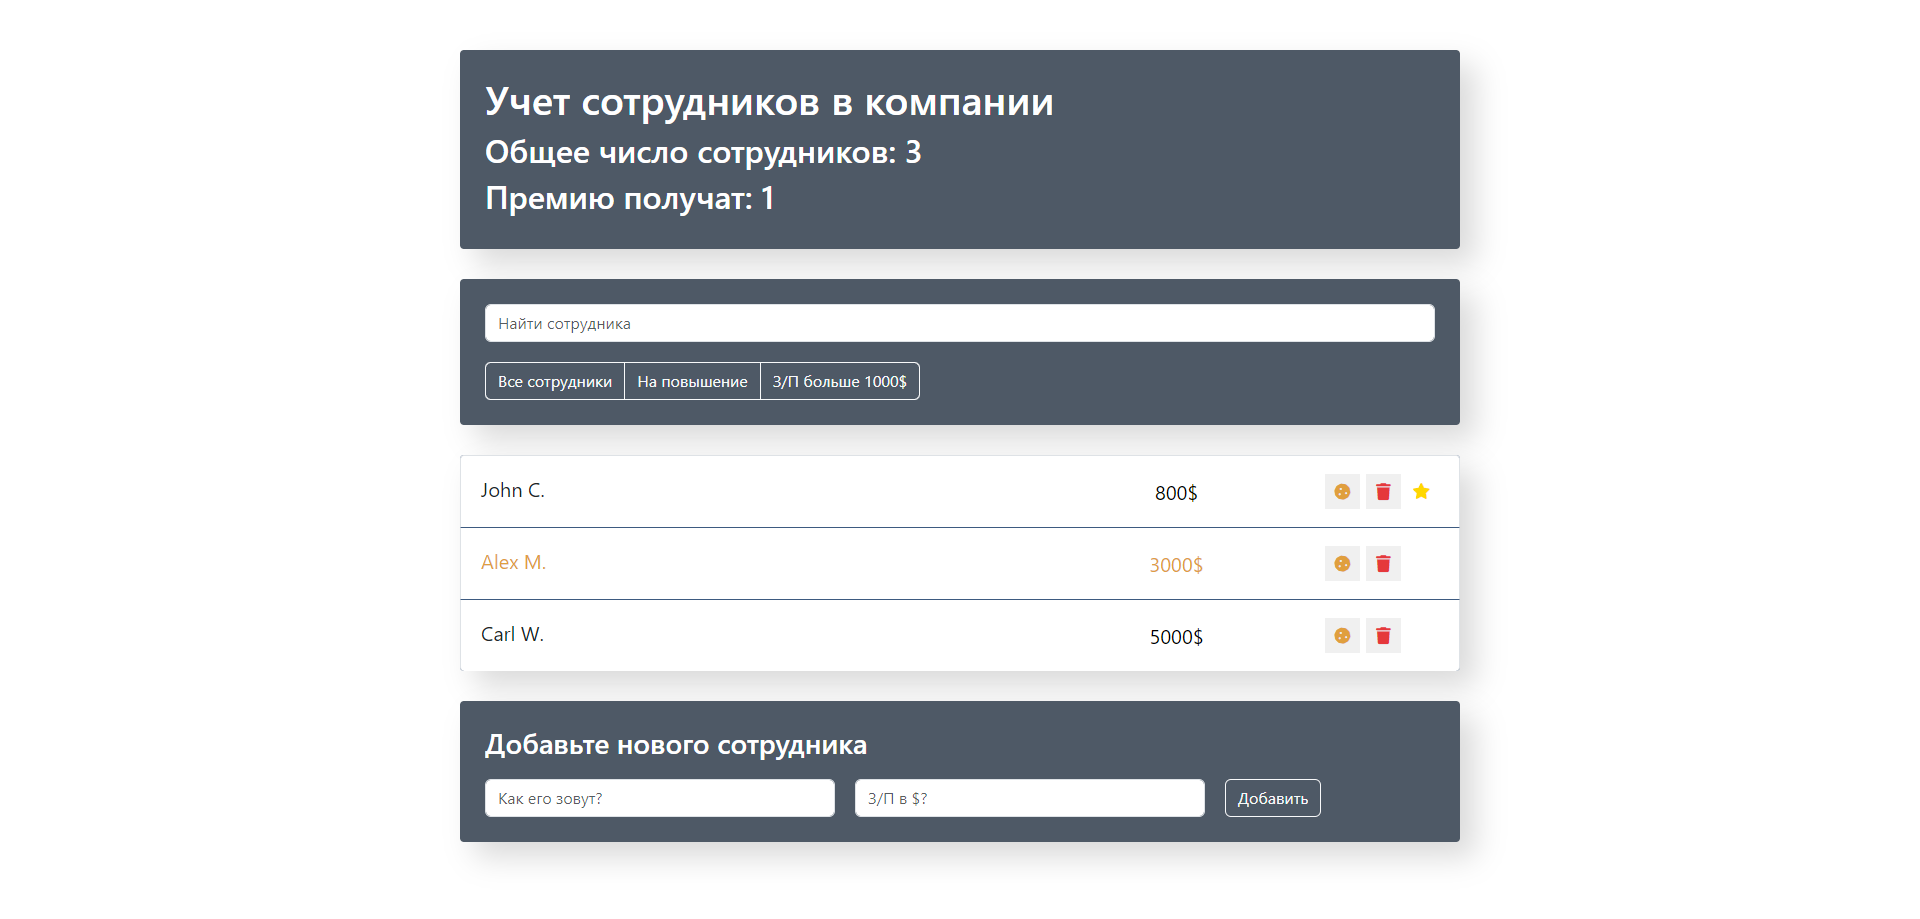 Учет сотрудников в компании
Общее число сотрудников: 3
Премию получат: 1
Найти сотрудника
Все сотрудники На повышение З/П больше 1000$
John C. 800$
Alex M. 3000$
Carl W. 5000$
Добавьте нового сотрудника
Как его зовут? З/П в $? Добавить